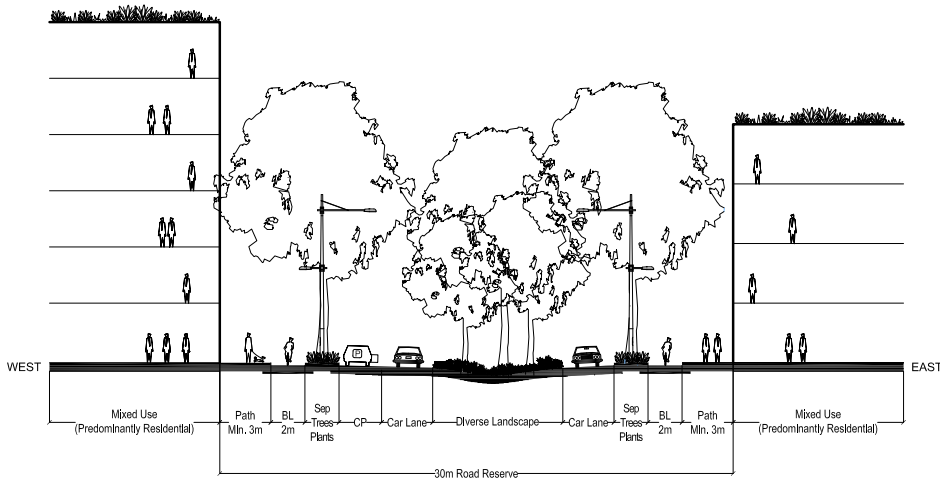 WEST
EAST
P
Mixed Use
(Predominantly Residential)
Path
Min. 3m
BL
2m
Sep
Trees
Plants
CP
Car Lane
Diverse Landscape
Car Lane
Sep
Trees
Plants
BL
2m
Path
Min. 3m
Mixed Use
(Predominantly Residential)
30m Road Reserve